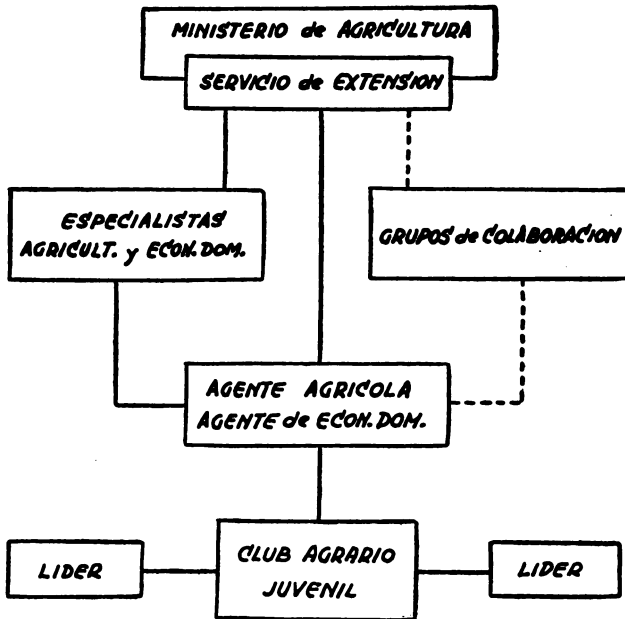 MINISTERIO de AGRICULTURA
SERVICIO de EXTENSION
ESPECIALISTAS
AGRICULT. y ECON. DOM.
GRUPOS de COLABORACION
AGENTE AGRICOLA
AGENTE de ECON. DOM.
LIDER
CLUB AGRARIO
JUVENIL
LIDER